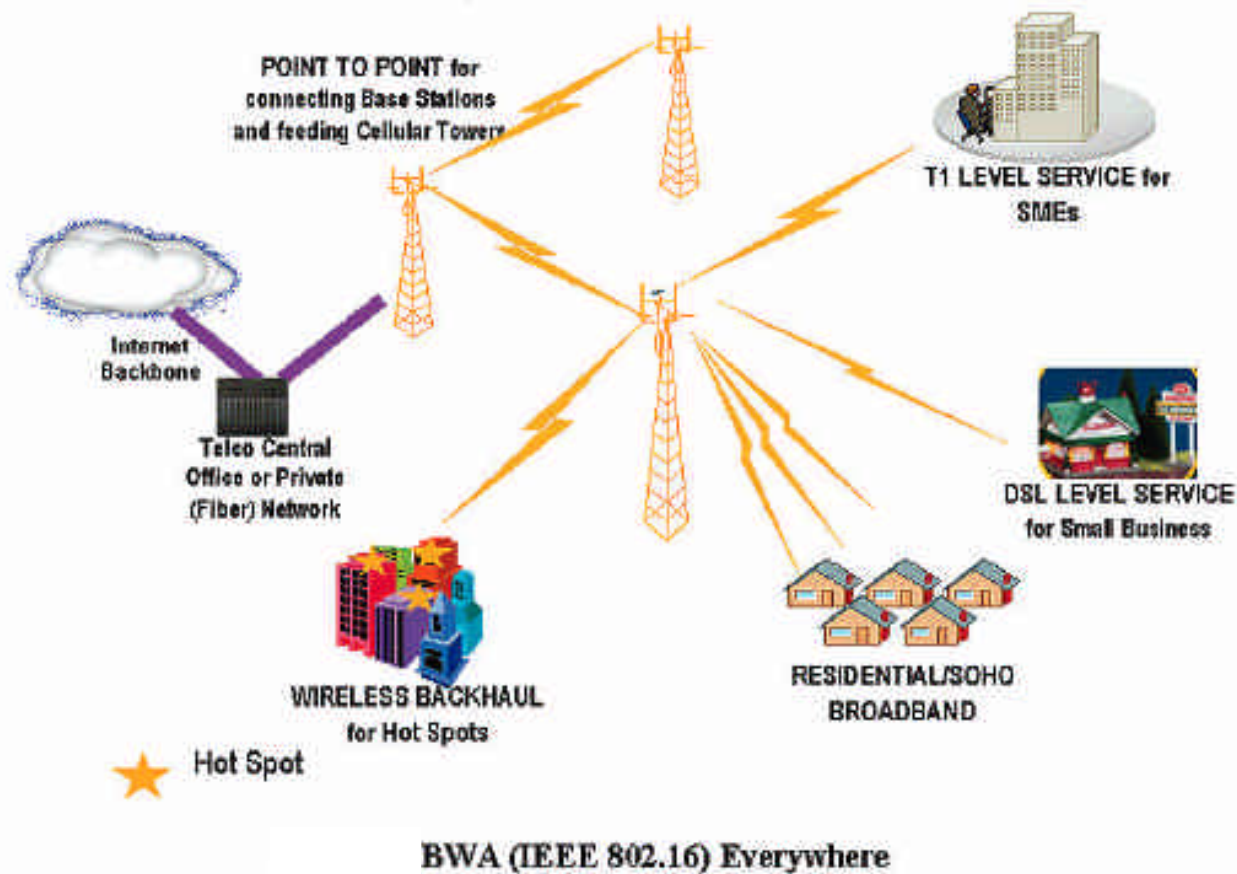 POINT TO POINT for
connecting Base Stations
and feeding Cellular Towers
T1 LEVEL SERVICE for
SMEs
Internet
Backbone
Telco Central
Office or Private
(Fiber) Network
DSL LEVEL SERVICE
for Small Business
WIRELESS BACKHAUL
for Hot Spots
RESIDENTIAL/SOHO
BROADBAND
Hot Spot
BWA (IEEE 802.16) Everywhere